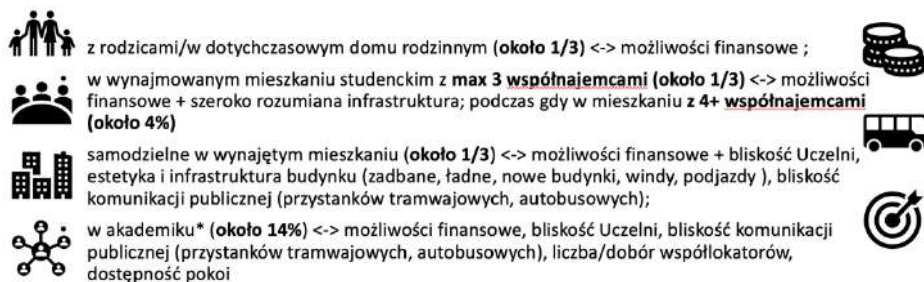 z rodzicami/w dotychczasowym domu rodzinnym (około 1/3) <-> możliwości finansowe ;
w wynajmowanym mieszkaniu studenckim z max 3 współnajemcami (około 1/3) <-> możliwości
finansowe + szeroko rozumiana infrastruktura; podczas gdy w mieszkaniu z 4+ współnajemcami
(około 4%)
samodzielne w wynajętym mieszkaniu (około 1/3) <-> możliwości finansowe + bliskość Uczelni,
estetyka i infrastruktura budynku (zadbane, ładne, nowe budynki, windy, podjazdy ), bliskość
komunikacji publicznej (przystanków tramwajowych, autobusowych);
w akademiku* (około 14%) <-> możliwości finansowe, bliskość Uczelni, bliskość komunikacji
publicznej (przystanków tramwajowych, autobusowych), liczba/dobór współlokatorów,
dostępność pokoi